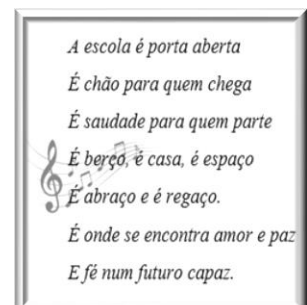 A escola é porta aberta
É chão para quem chega
É saudade para quem parte
É berço, é casa, é espaço
É abraço e é regaço.
É onde se encontra amor e paz
E fé num futuro capaz.